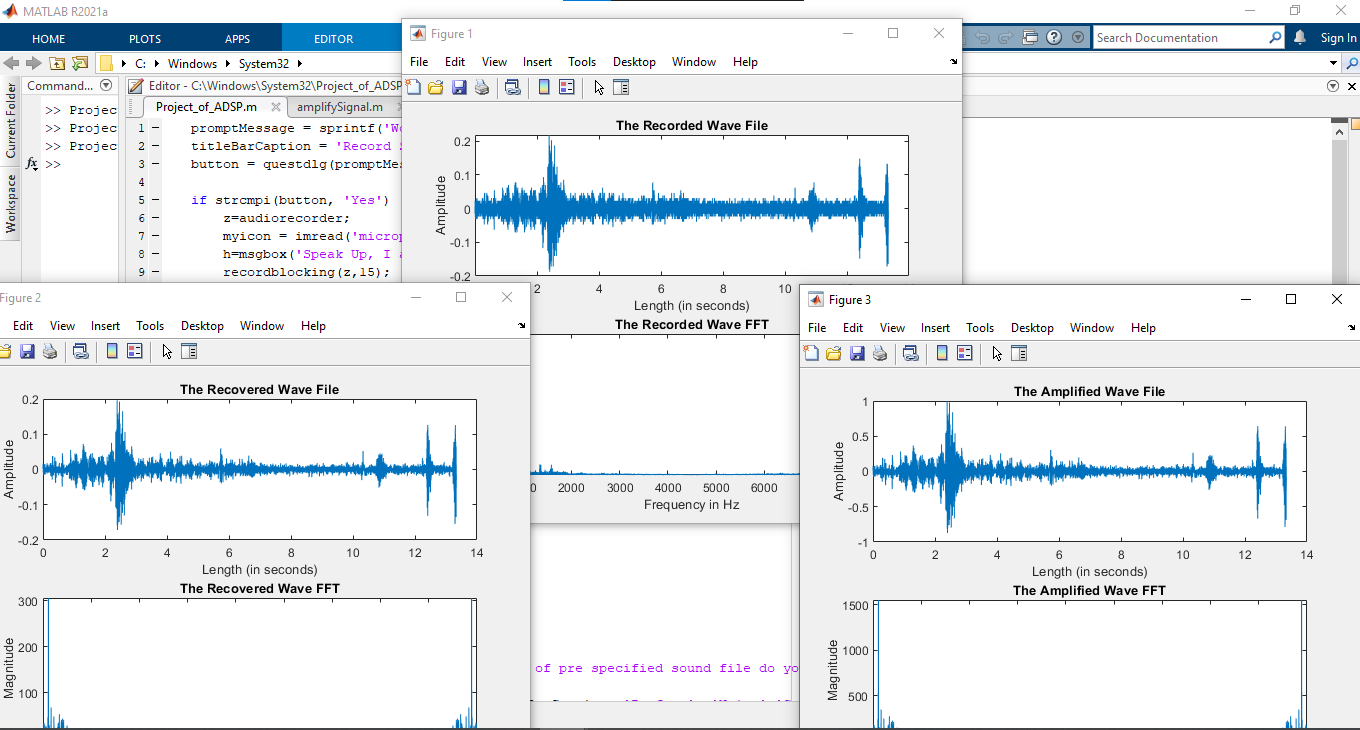 MATLAB R2021a
HOME PLOTS APPS EDITOR
Search Documentation
Sign In
C: Windows System32
Current Folder
Workspace
Command...
>> Projec
>> Projec
>> Projec
fx >>
Editor - C:\Windows\System32\Project_of_ADSP
Project_of_ADSP.m amplifySignal.m
1 promptMessage = sprintf('W
2 titleBarCaption = 'Record
3 button = questdlg(promptMes
4
5 if strcmpi(button, 'Yes')
6 z=audiorecorder;
7 myicon = imread('microp
8 h=msgbox('Speak Up, I a
9 recordblocking(z,15);
of pre specified sound file do yo
Figure 1
File Edit View Insert Tools Desktop Window Help
The Recorded Wave File
Amplitude
0.2
0.1
0
-0.1
-0.2
2 4 6 8 10
Length (in seconds)
The Recorded Wave FFT
2000 3000 4000 5000 6000
Frequency in Hz
Figure 2
Edit View Insert Tools Desktop Window Help
The Recovered Wave File
Amplitude
0.2
0.1
0
-0.1
-0.2
0 2 4 6 8 10 12 14
Length (in seconds)
The Recovered Wave FFT
Magnitude
300
200
100
Figure 3
File Edit View Insert Tools Desktop Window Help
The Amplified Wave File
Amplitude
1
0.5
0
-0.5
-1
0 2 4 6 8 10 12 14
Length (in seconds)
The Amplified Wave FFT
Magnitude
1500
1000
500